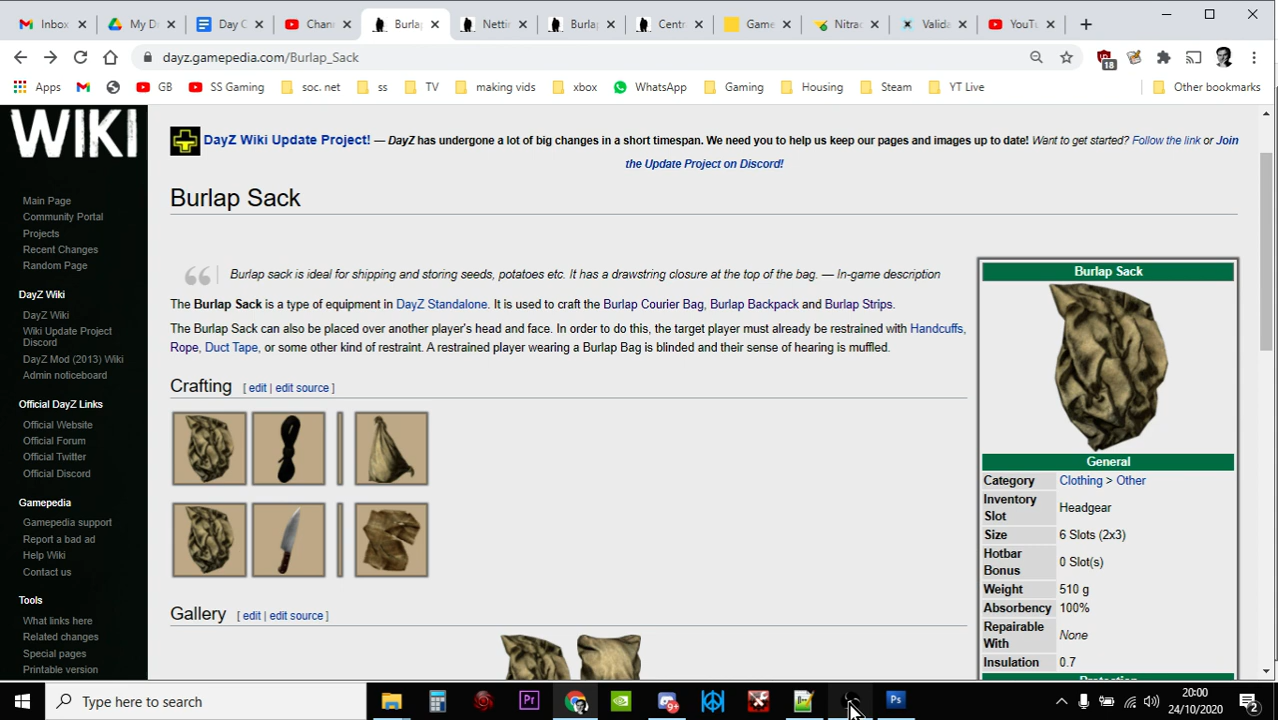 Inbox
My Dr
Day C
Chann
Burlap
Nettin
Burlap
Centra
Game
Nitrad
Valida
YouTu
dayz.gamepedia.com/Burlap_Sack
18
Apps
GB
SS Gaming
soc. net
ss
TV
making vids
xbox
WhatsApp
Gaming
Housing
Steam
YT Live
Other bookmarks
WIKI
Main Page
Community Portal
Projects
Recent Changes
Random Page
DayZ Wiki
DayZ Wiki
Wiki Update Project
Discord
DayZ Mod (2013) Wiki
Admin noticeboard
Official DayZ Links
Official Website
Official Forum
Official Twitter
Official Discord
Gamepedia
Gamepedia support
Report a bad ad
Help Wiki
Contact us
Tools
What links here
Related changes
Special pages
Printable version
DayZ Wiki Update Project! — DayZ has undergone a lot of big changes in a short timespan. We need you to help us keep our pages and images up to date! Want to get started? Follow the link or Join
the Update Project on Discord!
Burlap Sack
Burlap sack is ideal for shipping and storing seeds, potatoes etc. It has a drawstring closure at the top of the bag. — In-game description
The Burlap Sack is a type of equipment in DayZ Standalone. It is used to craft the Burlap Courier Bag, Burlap Backpack and Burlap Strips.
The Burlap Sack can also be placed over another player's head and face. In order to do this, the target player must already be restrained with Handcuffs,
Rope, Duct Tape, or some other kind of restraint. A restrained player wearing a Burlap Bag is blinded and their sense of hearing is muffled.
Crafting [ edit | edit source ]
Gallery [ edit | edit source ]
Burlap Sack
General
Category Clothing > Other
Inventory
Slot Headgear
Size 6 Slots (2x3)
Hotbar
Bonus 0 Slot(s)
Weight 510 g
Absorbency 100%
Repairable
With None
Insulation 0.7
Type here to search
Pr
9+
Ps
20:00
24/10/2020
2